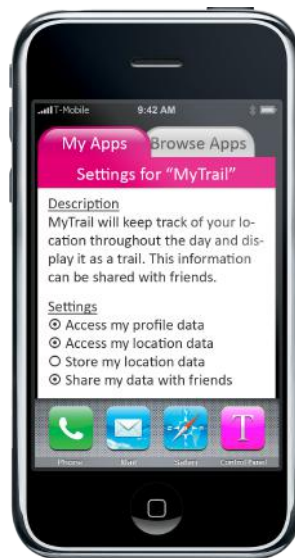 T-Mobile 9:42 AM
My Apps Browse Apps
Settings for “MyTrail”
Description
MyTrail will keep track of your lo-
cation throughout the day and dis-
play it as a trail. This information
can be shared with friends.
Settings
Access my profile data
Access my location data
Store my location data
Share my data with friends
T
Phone Mail Safari Control Panel